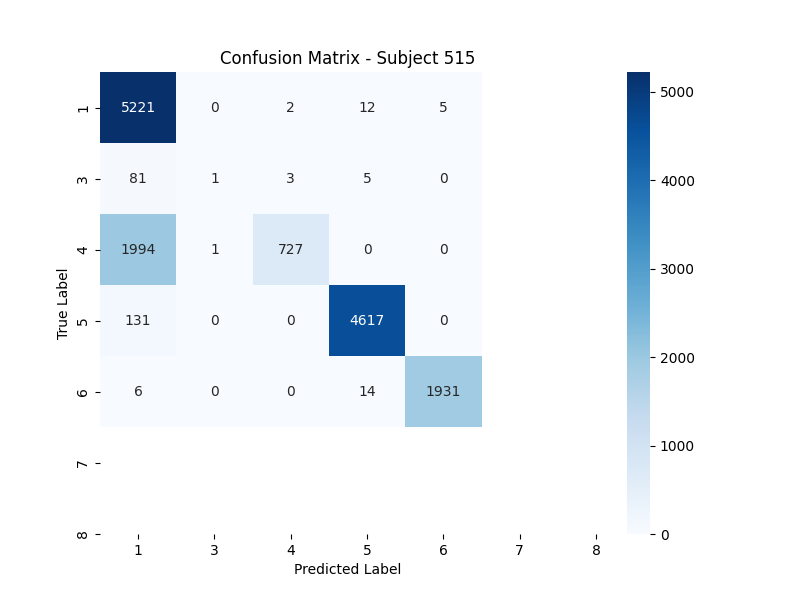 Confusion Matrix - Subject 515
1 5221 0 2 12 5
3 81 1 3 5 0
4 1994 1 727 0 0
5 131 0 0 4617 0
6 6 0 0 14 1931
7
8
True Label
1 3 4 5 6 7 8
Predicted Label
5000
4000
3000
2000
1000
0